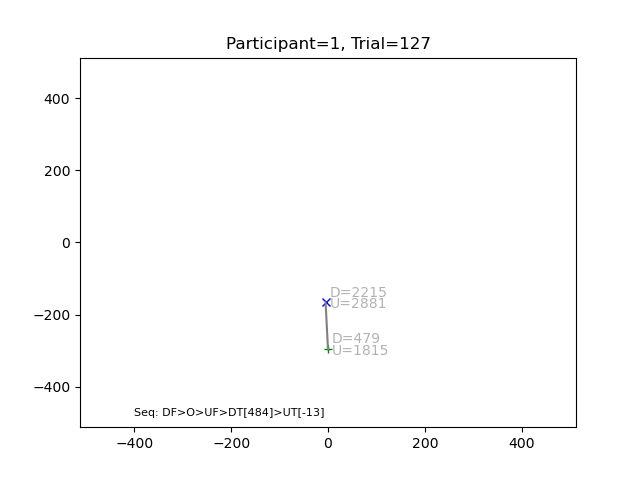 Participant=1, Trial=127
400
200
0
−200
−400
D=2215
U=2881
D=479
U=1815
Seq: DF>O>UF>DT[484]>UT[-13]
−400
−200
0
200
400